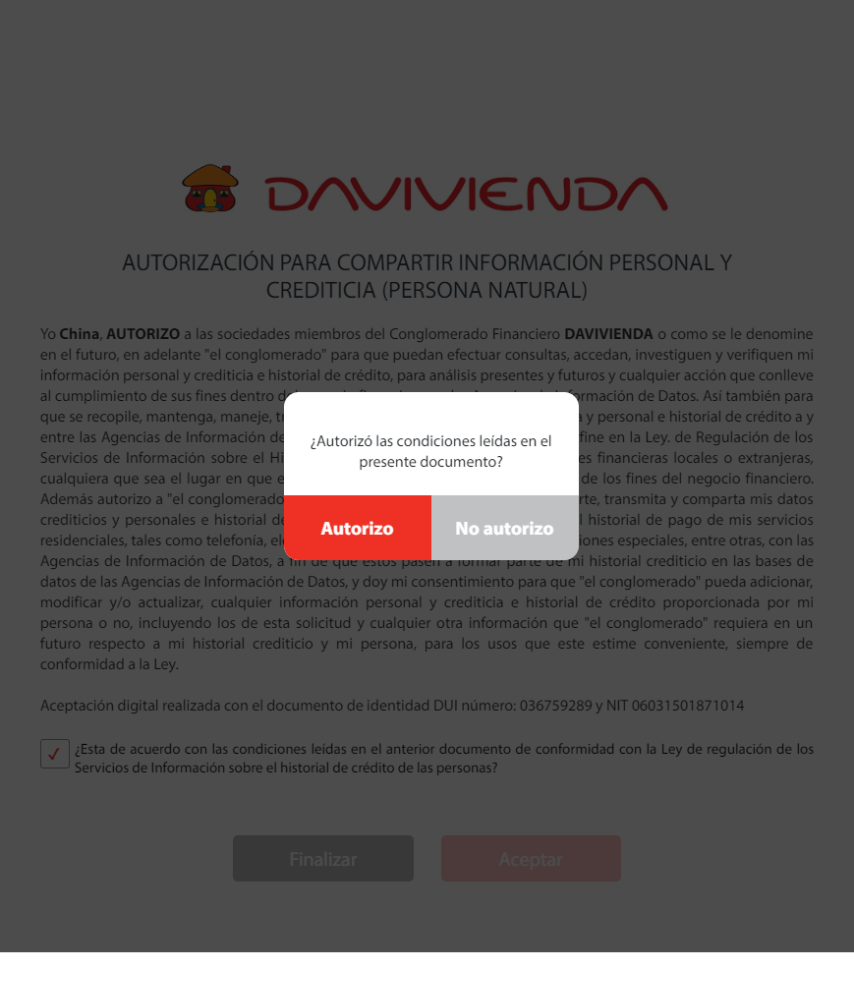 DAVIVIENDA
AUTORIZACIÓN PARA COMPARTIR INFORMACIÓN PERSONAL Y
CREDITICIA (PERSONA NATURAL)
Yo China, AUTORIZO a las sociedades miembros del Conglomerado Financiero DAVIVIENDA o como se le denomine
en el futuro, en adelante "el conglomerado" para que puedan efectuar consultas, accedan, investiguen y verifiquen mi
información personal y crediticia e historial de crédito, para análisis presentes y futuros y cualquier acción que conlleve
al cumplimiento de sus fines dentro de formación de Datos. Así también para
que se recopile, mantenga, maneje, y personal e historial de crédito a y
entre las Agencias de Información de fine en la Ley. de Regulación de los
Servicios de Información sobre el financieras locales o extranjeras,
cualquiera que sea el lugar en que de los fines del negocio financiero.
Además autorizo a "el conglomerado transmita y comparta mis datos
crediticios y personales e historial de historial de pago de mis servicios
residenciales, tales como telefonía, especiales, entre otras, con las
Agencias de Información de Datos, a fin de que estos pasen a formar parte de mi historial crediticio en las bases de
datos de las Agencias de Información de Datos, y doy mi consentimiento para que "el conglomerado" pueda adicionar,
modificar y/o actualizar, cualquier información personal y crediticia e historial de crédito proporcionada por mi
persona o no, incluyendo los de esta solicitud y cualquier otra información que "el conglomerado" requiera en un
futuro respecto a mi historial crediticio y mi persona, para los usos que este estime conveniente, siempre de
conformidad a la Ley.
¿Autorizó las condiciones leídas en el
presente documento?
Autorizo
No autorizo
Aceptación digital realizada con el documento de identidad DUI número: 036759289 y NIT 06031501871014
¿Esta de acuerdo con las condiciones leídas en el anterior documento de conformidad con la Ley de regulación de los
Servicios de Información sobre el historial de crédito de las personas?
Finalizar
Aceptar